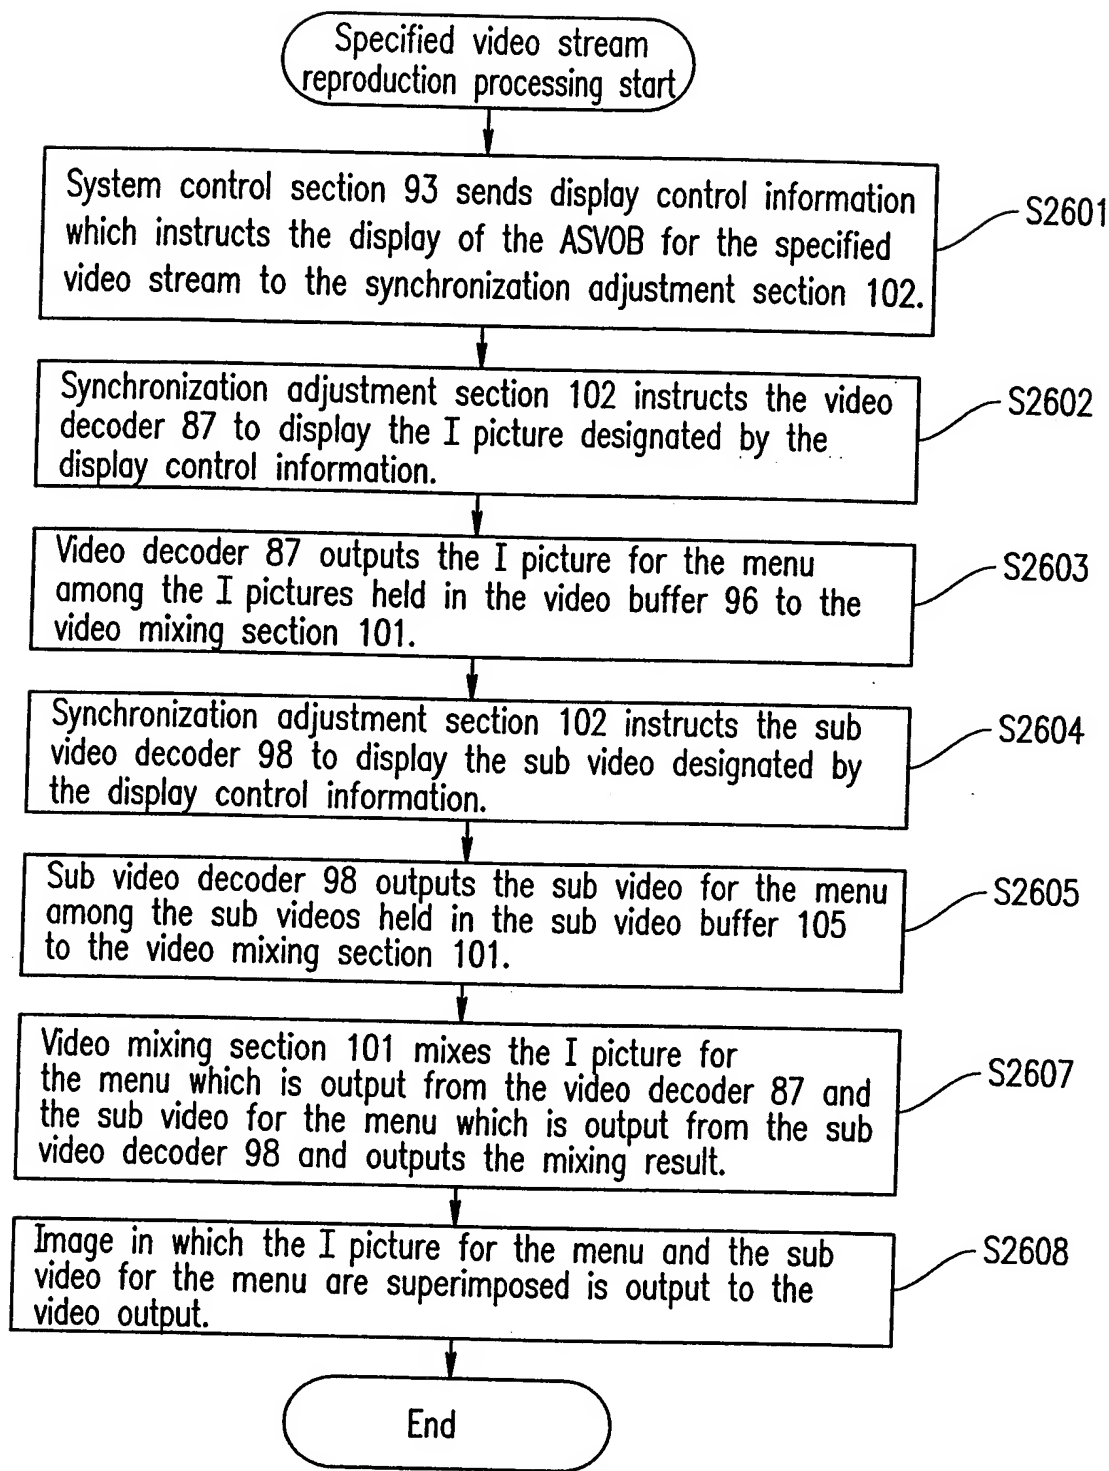 Specified video stream
reproduction processing start
System control section 93 sends display control information
which instructs the display of the ASVOB for the specified
video stream to the synchronization adjustment section 102.
S2601
Synchronization adjustment section 102 instructs the video
decoder 87 to display the I picture designated by the
display control information.
S2602
Video decoder 87 outputs the I picture for the menu
among the I pictures held in the video buffer 96 to the
video mixing section 101.
S2603
Synchronization adjustment section 102 instructs the sub
video decoder 98 to display the sub video designated by
the display control information.
S2604
Sub video decoder 98 outputs the sub video for the menu
among the sub videos held in the sub video buffer 105
to the video mixing section 101.
S2605
Video mixing section 101 mixes the I picture for
the menu which is output from the video decoder 87 and
the sub video for the menu which is output from the sub
video decoder 98 and outputs the mixing result.
S2607
Image in which the I picture for the menu and the sub
video for the menu are superimposed is output to the
video output.
S2608
End